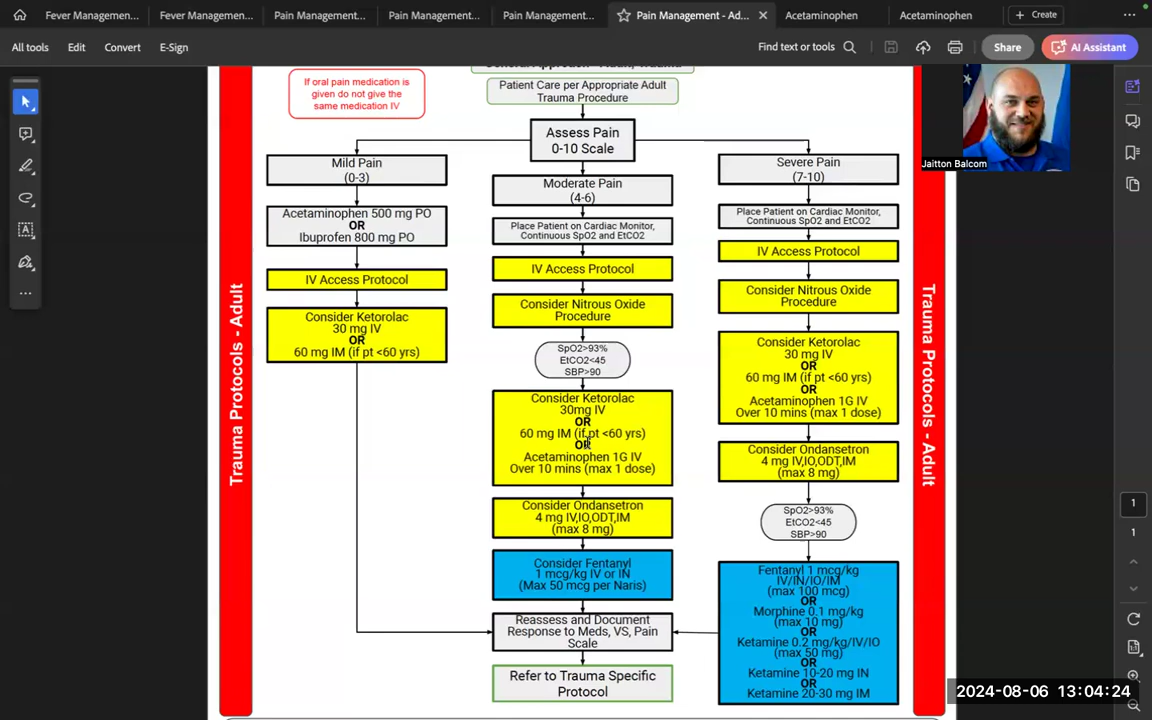 Fever Managemen...
Fever Managemen...
Pain Management...
Pain Management...
Pain Management...
Pain Management - Ad...
Acetaminophen
Acetaminophen
Create
All tools
Edit
Convert
E-Sign
Find text or tools
Share
AI Assistant
Jaitton Balcom
If oral pain medication is
given do not give the
same medication IV
General Approach - Adult, Trauma
Patient Care per Appropriate Adult
Trauma Procedure
Assess Pain
0-10 Scale
Mild Pain
(0-3)
Acetaminophen 500 mg PO
OR
Ibuprofen 800 mg PO
IV Access Protocol
Consider Ketorolac
30 mg IV
OR
60 mg IM (if pt <60 yrs)
Moderate Pain
(4-6)
Place Patient on Cardiac Monitor,
Continuous SpO2 and EtCO2
IV Access Protocol
Consider Nitrous Oxide
Procedure
SpO2>93%
EtCO2<45
SBP>90
Consider Ketorolac
30mg IV
OR
60 mg IM (if pt <60 yrs)
OR
Acetaminophen 1G IV
Over 10 mins (max 1 dose)
Consider Ondansetron
4 mg IV,IO,ODT,IM
(max 8 mg)
Consider Fentanyl
1 mcg/kg IV or IN
(Max 50 mcg per Naris)
Reassess and Document
Response to Meds, VS, Pain
Scale
Refer to Trauma Specific
Protocol
Severe Pain
(7-10)
Place Patient on Cardiac Monitor,
Continuous SpO2 and EtCO2
IV Access Protocol
Consider Nitrous Oxide
Procedure
Consider Ketorolac
30 mg IV
OR
60 mg IM (if pt <60 yrs)
OR
Acetaminophen 1G IV
Over 10 mins (max 1 dose)
Consider Ondansetron
4 mg IV,IO,ODT,IM
(max 8 mg)
SpO2>93%
EtCO2<45
SBP>90
Fentanyl 1 mcg/kg
IV/IN/IO/IM
(max 100 mcg)
OR
Morphine 0.1 mg/kg
(max 10 mg)
OR
Ketamine 0.2 mg/kg/IV/IO
(max 50 mg)
OR
Ketamine 10-20 mg IN
OR
Ketamine 20-30 mg IM
Trauma Protocols - Adult
Trauma Protocols - Adult
1
1
2024-08-06 13:04:24